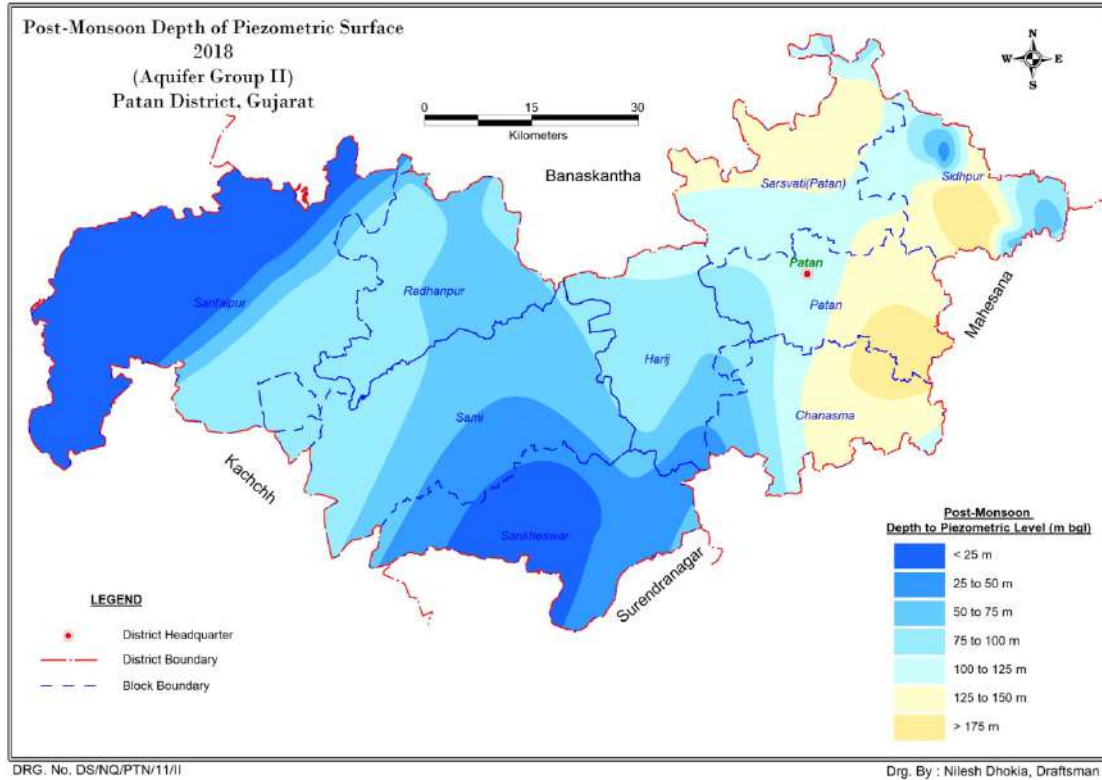 Post-Monsoon Depth of Piezometric Surface
2018
(Aquifer Group II)
Patan District, Gujarat
N
W E
S
0 15 30
Kilometers
Banaskantha
Sarsvati(Patan)
Sidhpur
Santalpur
Radhanpur
Patan
Patan
Mahesana
Harij
Sami
Chanasma
Kachchh
Sankheswar
Surendranagar
Post-Monsoon
Depth to Piezometric Level (m bgl)
< 25 m
25 to 50 m
50 to 75 m
75 to 100 m
100 to 125 m
125 to 150 m
> 175 m
LEGEND
District Headquarter
District Boundary
Block Boundary
DRG. No. DS/NQ/PTN/11/II
Drg. By : Nilesh Dhokia, Draftsman